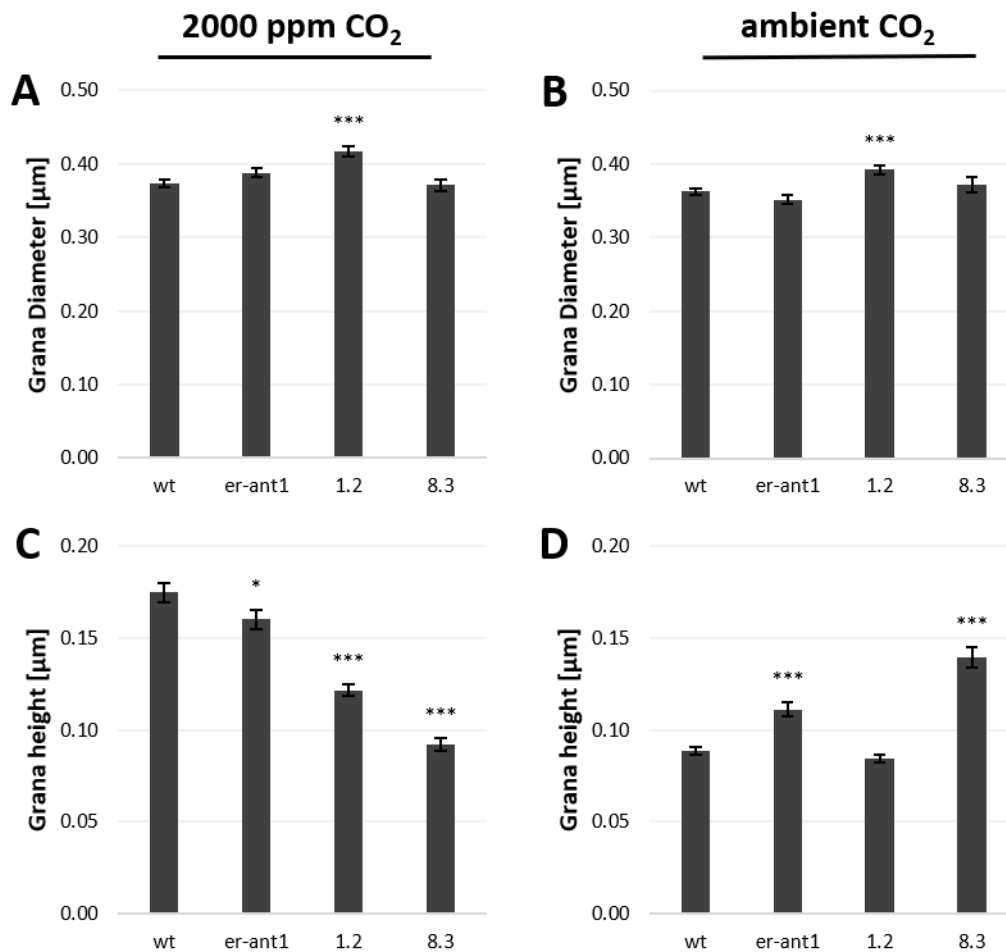 2000 ppm CO₂
ambient CO₂
A
Grana Diameter [µm]
0.50
0.40
0.30
0.20
0.10
0.00
***
wt er-ant1 1.2 8.3
B
Grana Diameter [µm]
0.50
0.40
0.30
0.20
0.10
0.00
***
wt er-ant1 1.2 8.3
C
Grana height [µm]
0.20
0.15
0.10
0.05
0.00
*
***
***
wt er-ant1 1.2 8.3
D
Grana height [µm]
0.20
0.15
0.10
0.05
0.00
***
***
wt er-ant1 1.2 8.3